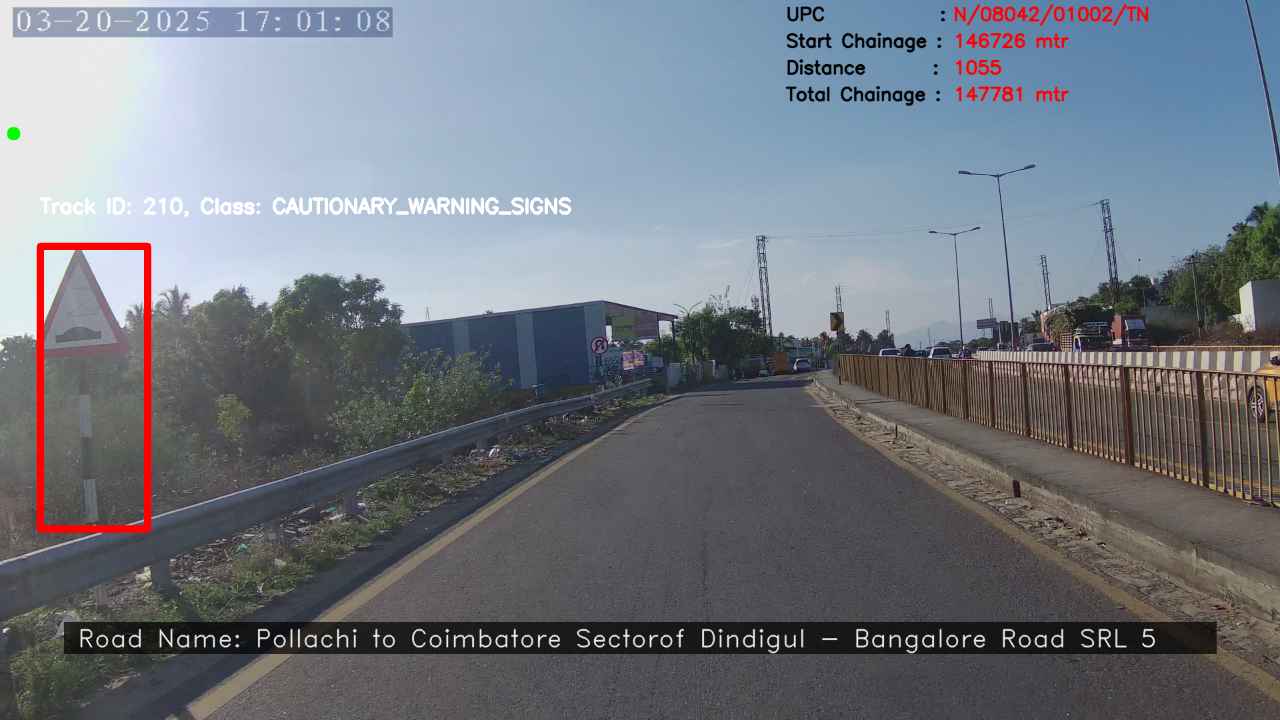 03-20-2025 17:01:08
UPC : N/08042/01002/TN
Start Chainage : 146726 mtr
Distance : 1055
Total Chainage : 147781 mtr
Track ID: 210, Class: CAUTIONARY_WARNING_SIGNS
Road Name: Pollachi to Coimbatore Sectorof Dindigul - Bangalore Road SRL 5